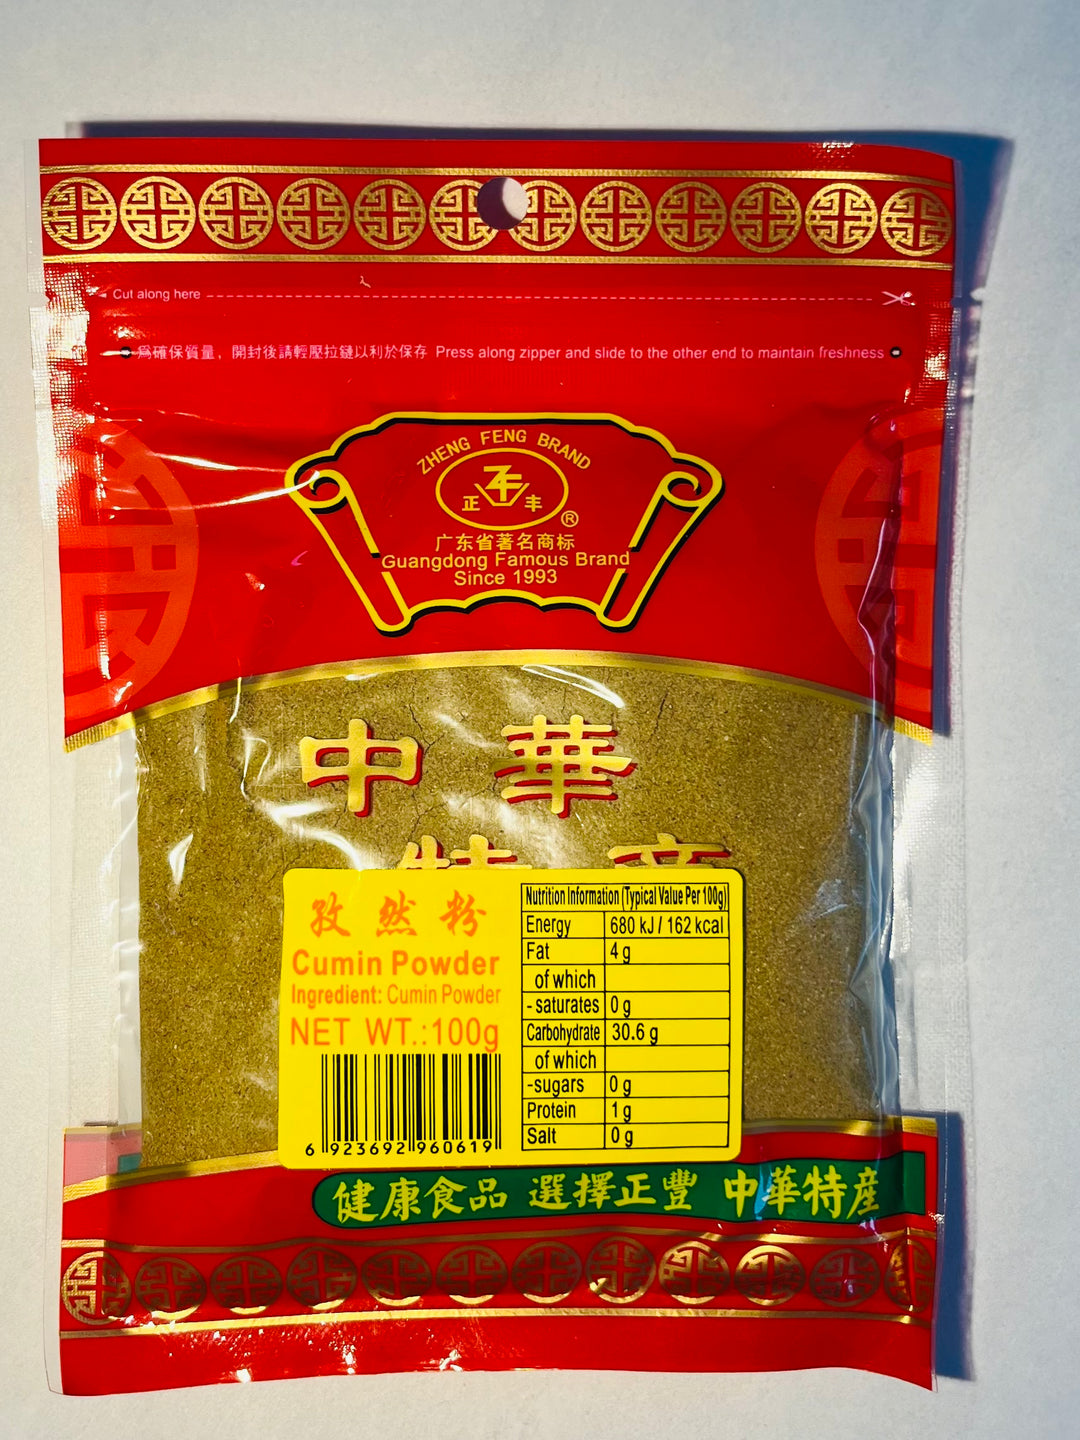 Cut along here
爲確保質量，開封後請輕壓拉鏈以利於保存 Press along zipper and slide to the other end to maintain freshness
ZHENG FENG BRAND
正 丰
®
广东省著名商标
Guangdong Famous Brand
Since 1993
中華
特産
孜然粉
Cumin Powder
Ingredient: Cumin Powder
NET WT.:100g
6 923692 960619
Nutrition Information (Typical Value Per 100g)
Energy 680 kJ / 162 kcal
Fat 4 g
of which
- saturates 0 g
Carbohydrate 30.6 g
of which
-sugars 0 g
Protein 1 g
Salt 0 g
健康食品 選擇正豐 中華特産